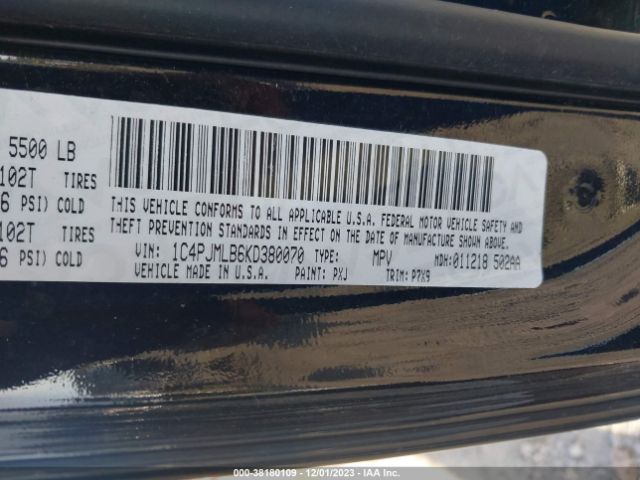 5500 LB
102T TIRES
6 PSI) COLD
102T TIRES
6 PSI) COLD
THIS VEHICLE CONFORMS TO ALL APPLICABLE U.S.A. FEDERAL MOTOR VEHICLE SAFETY AND
THEFT PREVENTION STANDARDS IN EFFECT ON THE DATE OF MANUFACTURE SHOWN ABOVE.
VIN: 1C4PJMLB6KD380070 TYPE: MPV MDH:011218 502AA
VEHICLE MADE IN U.S.A. PAINT: PXJ TRIM: P7X9
000-38180109 - 12/01/2023 - IAAI.COM